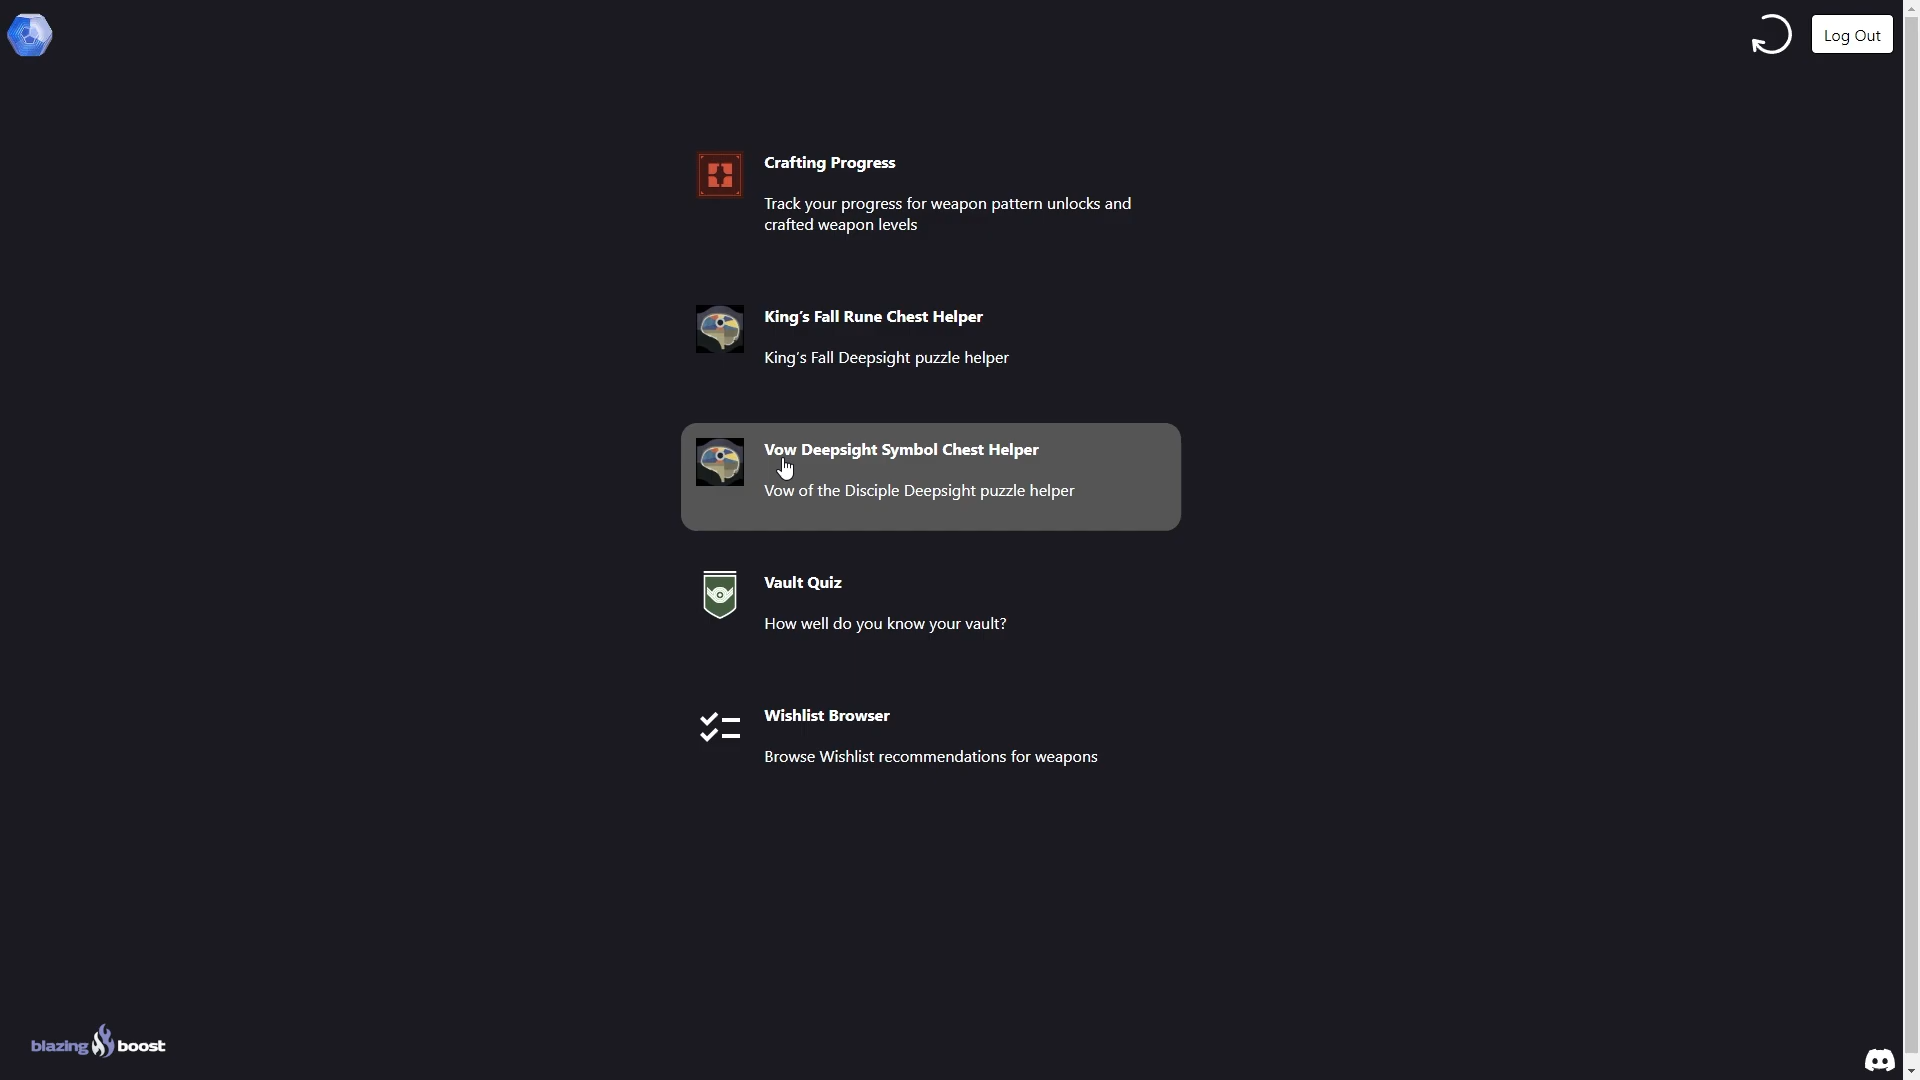 Log Out
Crafting Progress
Track your progress for weapon pattern unlocks and
crafted weapon levels
King's Fall Rune Chest Helper
King's Fall Deepsight puzzle helper
Vow Deepsight Symbol Chest Helper
Vow of the Disciple Deepsight puzzle helper
Vault Quiz
How well do you know your vault?
Wishlist Browser
Browse Wishlist recommendations for weapons
blazing boost